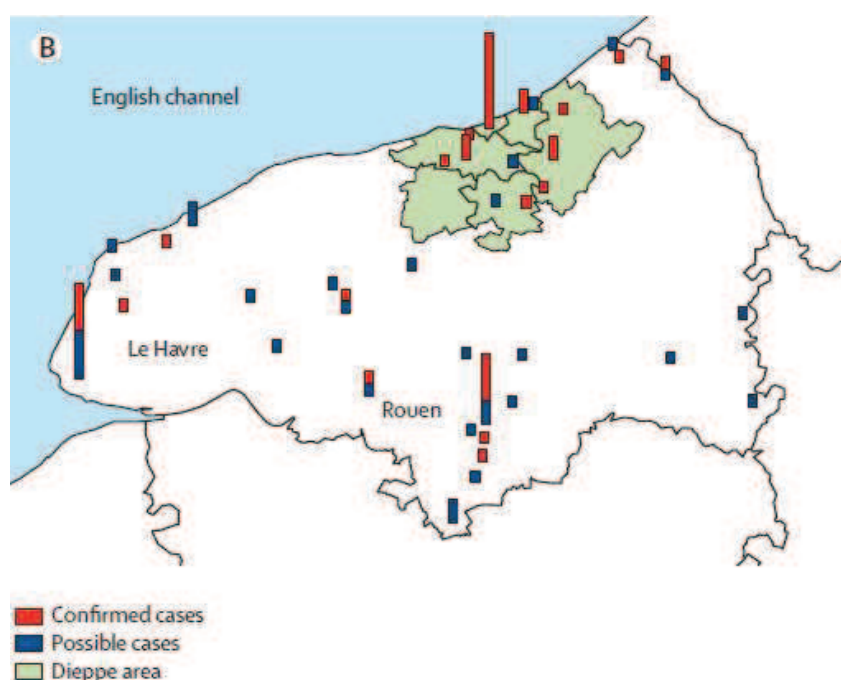 B
English channel
Le Havre
Rouen
Confirmed cases
Possible cases
Dieppe area